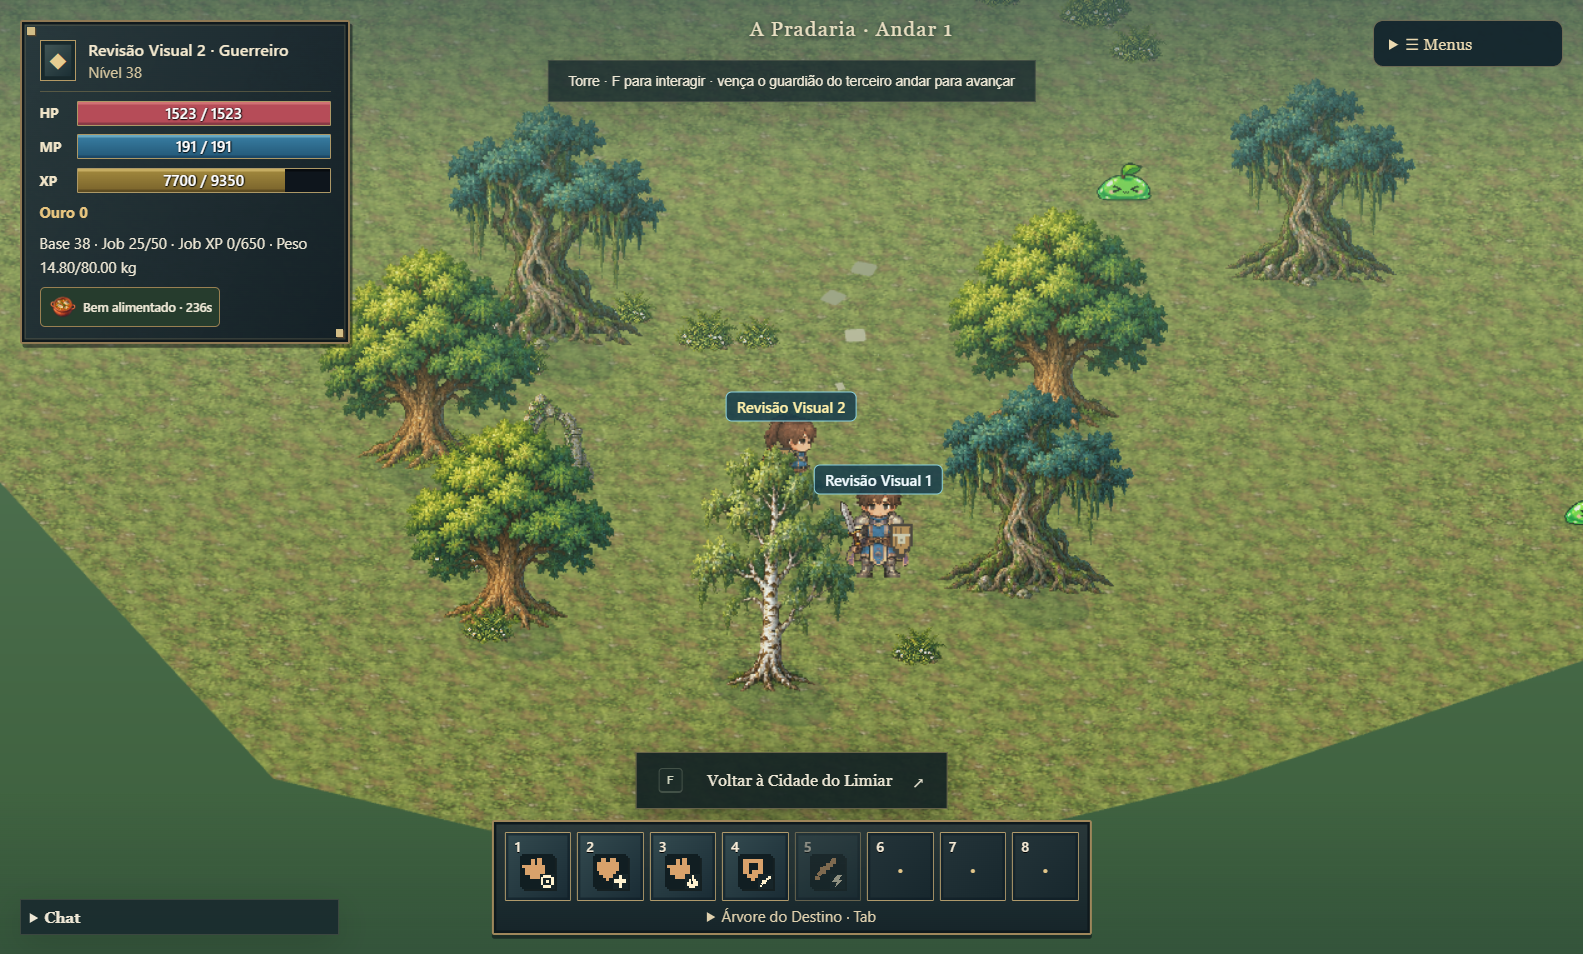 Revisão Visual 2 · Guerreiro
Nível 38
HP 1523 / 1523
MP 191 / 191
XP 7700 / 9350
Ouro 0
Base 38 · Job 25/50 · Job XP 0/650 · Peso
14.80/80.00 kg
Bem alimentado · 236s
A Pradaria · Andar 1
Torre · F para interagir · vença o guardião do terceiro andar para avançar
▶ ☰ Menus
Revisão Visual 2
Revisão Visual 1
F Voltar à Cidade do Limiar ↗
1 2 3 4 5 6 7 8
▶ Árvore do Destino · Tab
▶ Chat